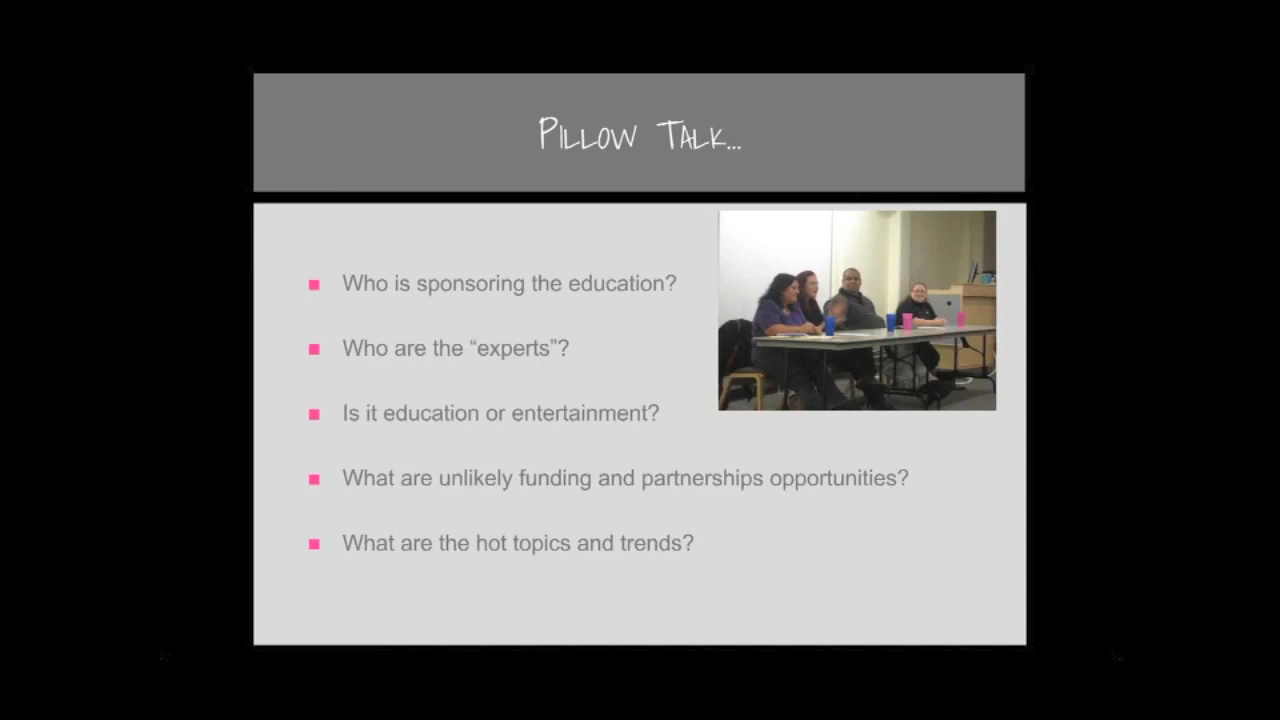 Pillow Talk...
Who is sponsoring the education?
Who are the “experts”?
Is it education or entertainment?
What are unlikely funding and partnerships opportunities?
What are the hot topics and trends?